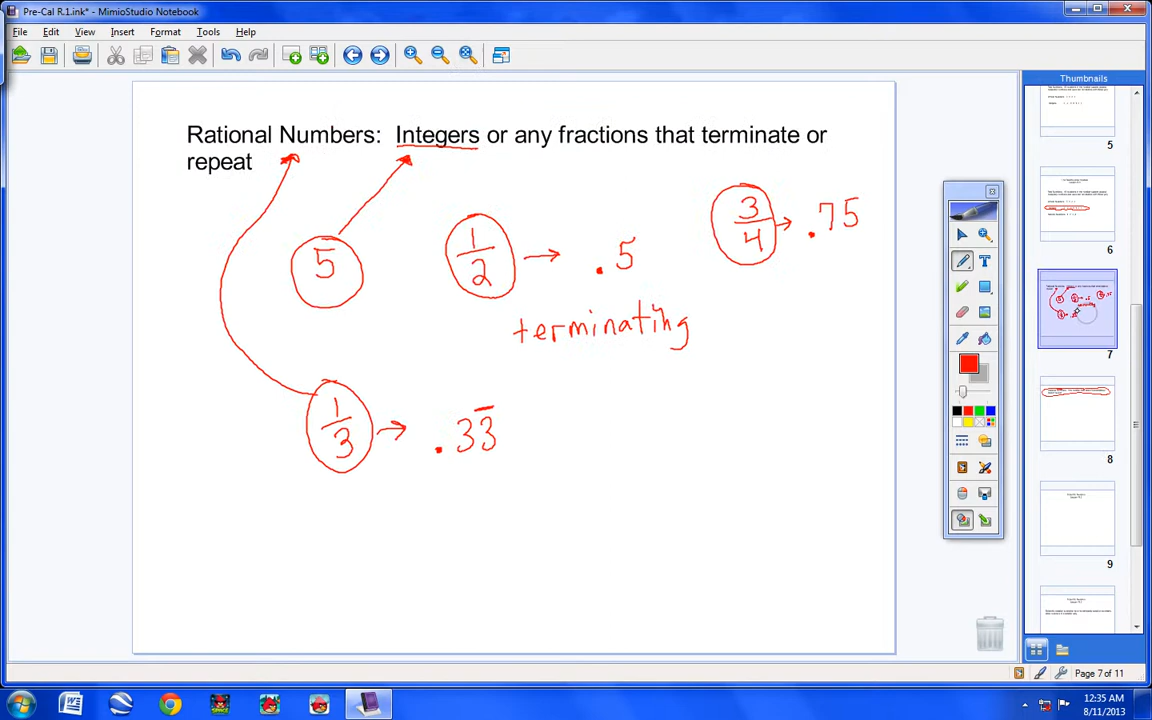 Pre-Cal R.1.ink* - MimioStudio Notebook
File Edit View Insert Format Tools Help
Thumbnails
Rational Numbers: Integers or any fractions that terminate or
repeat
5
1/2 → .5
3/4 → .75
terminating
1/3 → .33̅
5
6
7
8
9
T
Page 7 of 11
12:35 AM
8/11/2013